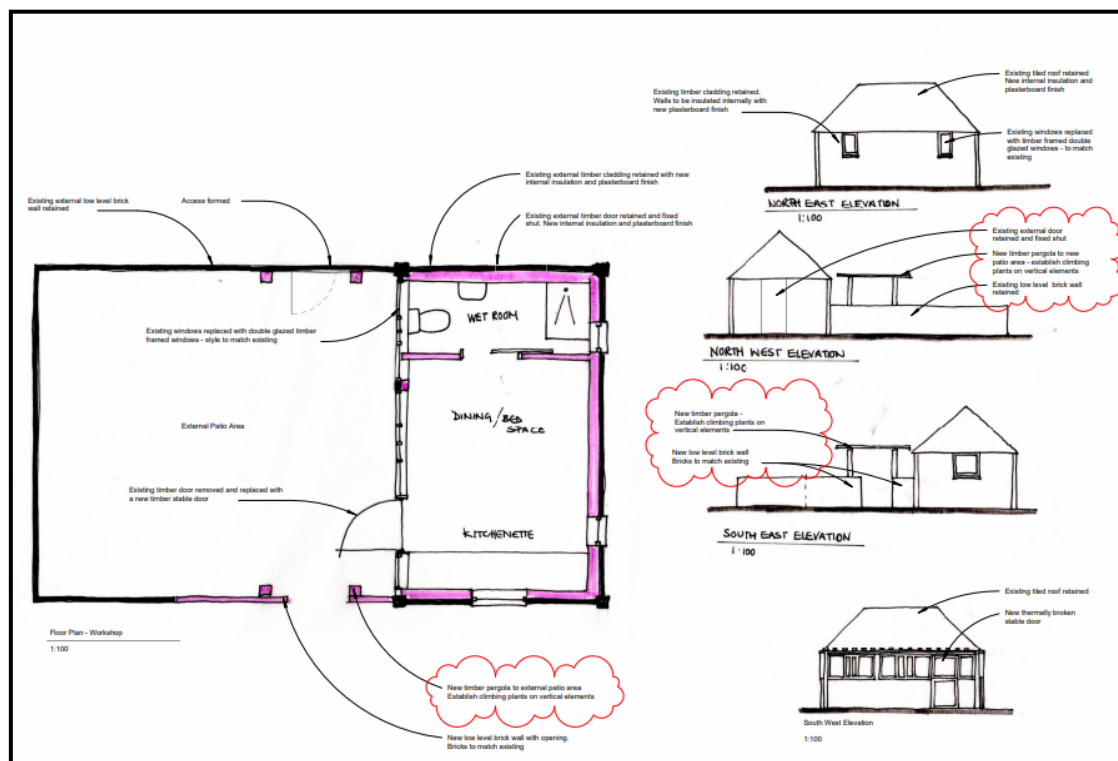 Existing external low level brick
wall retained
Access formed
Existing external timber cladding retained with new
internal insulation and plasterboard finish
Existing external timber door retained and fixed
shut. New internal insulation and plasterboard finish
Existing windows replaced with double glazed timber
framed windows - style to match existing
WET ROOM
DINING/BED
SPACE
External Patio Area
Existing timber door removed and replaced with
a new timber stable door
KITCHENETTE
Floor Plan - Workshop
1:100
New timber pergola to external patio area
Establish climbing plants on vertical elements
New low level brick wall with opening.
Bricks to match existing
Existing timber cladding retained.
Walls to be insulated internally with
new plasterboard finish
Existing tiled roof retained
New internal insulation and
plasterboard finish
Existing windows replaced
with timber framed double
glazed windows - to match
existing
NORTH EAST ELEVATION
1:100
Existing external door
retained and fixed shut
New timber pergola to new
patio area - establish climbing
plants on vertical elements
Existing low level brick wall
retained
NORTH WEST ELEVATION
1:100
New timber pergola -
Establish climbing plants on
vertical elements
New low level brick wall
Bricks to match existing
SOUTH EAST ELEVATION
1:100
Existing tiled roof retained
New thermally broken
stable door
South West Elevation
1:100